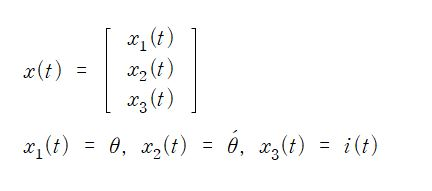 x(t) = [ x₁(t)
x₂(t)
x₃(t) ]
x₁(t) = θ, x₂(t) = θ́, x₃(t) = i(t)